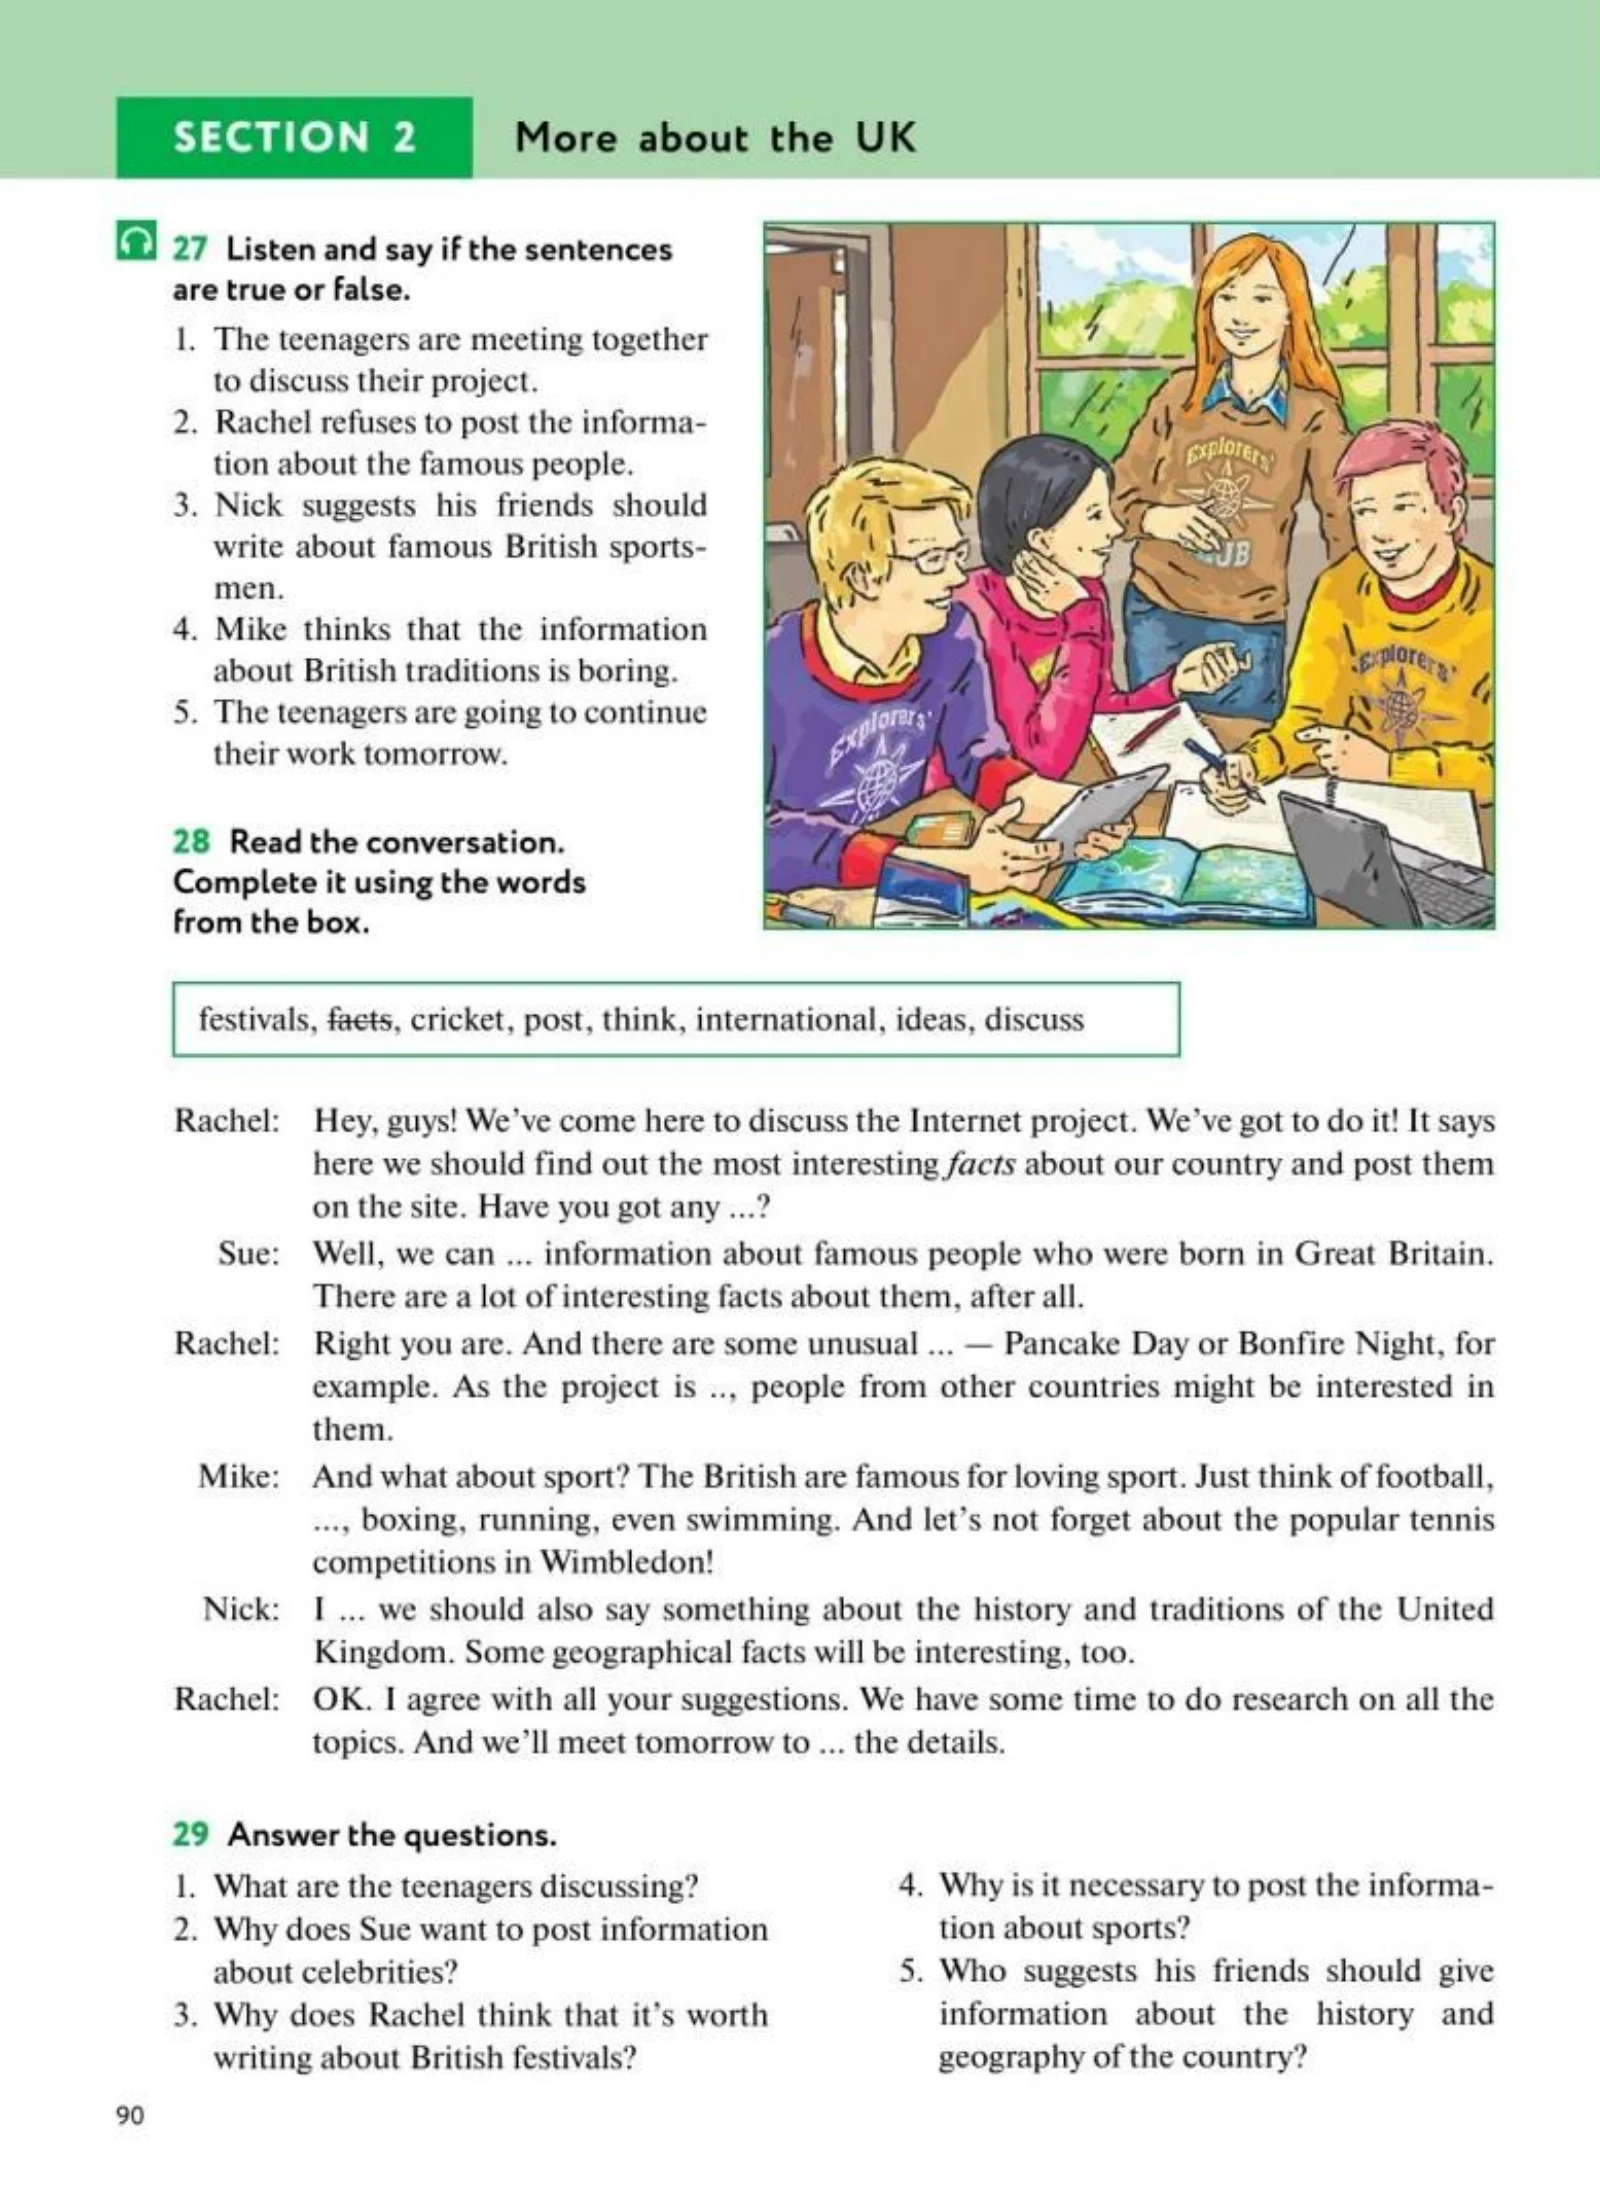 SECTION 2 More about the UK
27 Listen and say if the sentences
are true or false.
1. The teenagers are meeting together
to discuss their project.
2. Rachel refuses to post the informa-
tion about the famous people.
3. Nick suggests his friends should
write about famous British sports-
men.
4. Mike thinks that the information
about British traditions is boring.
5. The teenagers are going to continue
their work tomorrow.
Explorers'
UB
Explorers'
Explorers'
28 Read the conversation.
Complete it using the words
from the box.
festivals, facts, cricket, post, think, international, ideas, discuss
Rachel: Hey, guys! We've come here to discuss the Internet project. We've got to do it! It says
here we should find out the most interesting facts about our country and post them
on the site. Have you got any ...?
Sue: Well, we can ... information about famous people who were born in Great Britain.
There are a lot of interesting facts about them, after all.
Rachel: Right you are. And there are some unusual ... — Pancake Day or Bonfire Night, for
example. As the project is .., people from other countries might be interested in
them.
Mike: And what about sport? The British are famous for loving sport. Just think of football,
..., boxing, running, even swimming. And let's not forget about the popular tennis
competitions in Wimbledon!
Nick: I ... we should also say something about the history and traditions of the United
Kingdom. Some geographical facts will be interesting, too.
Rachel: OK. I agree with all your suggestions. We have some time to do research on all the
topics. And we'll meet tomorrow to ... the details.
29 Answer the questions.
1. What are the teenagers discussing?
2. Why does Sue want to post information
about celebrities?
3. Why does Rachel think that it's worth
writing about British festivals?
4. Why is it necessary to post the informa-
tion about sports?
5. Who suggests his friends should give
information about the history and
geography of the country?
90